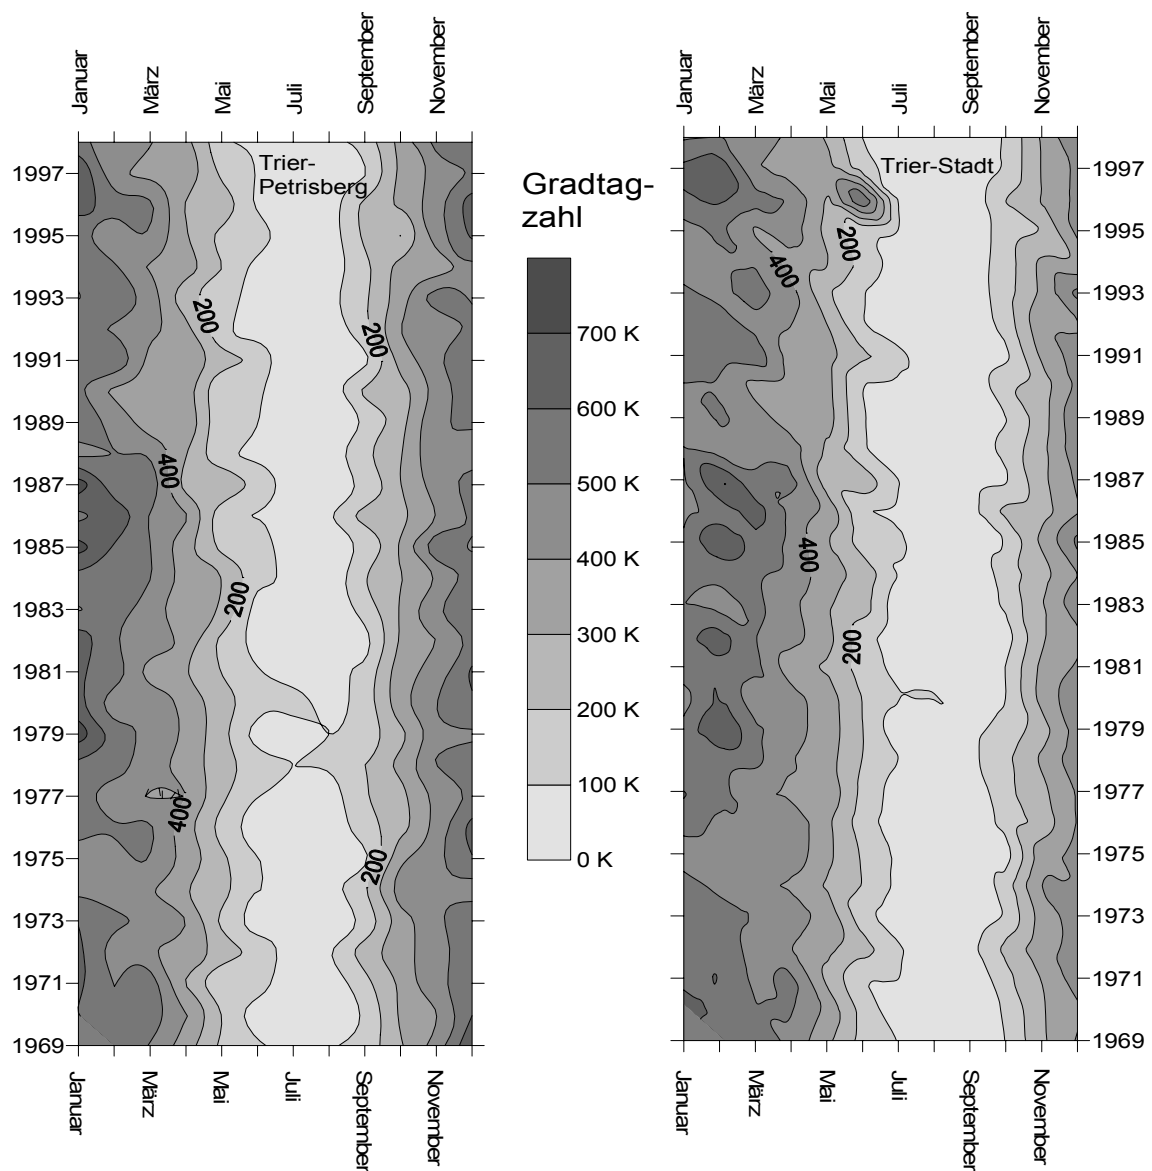 Januar
März
Mai
Juli
September
November
Januar
März
Mai
Juli
September
November
Trier-
Petrisberg
1997
1995
1993
1991
1989
1987
1985
1983
1981
1979
1977
1975
1973
1971
1969
200
200
400
200
400
200
Januar
März
Mai
Juli
September
November
Gradtag-
zahl
700 K
600 K
500 K
400 K
300 K
200 K
100 K
0 K
Trier-Stadt
200
400
400
200
1997
1995
1993
1991
1989
1987
1985
1983
1981
1979
1977
1975
1973
1971
1969
Januar
März
Mai
Juli
September
November